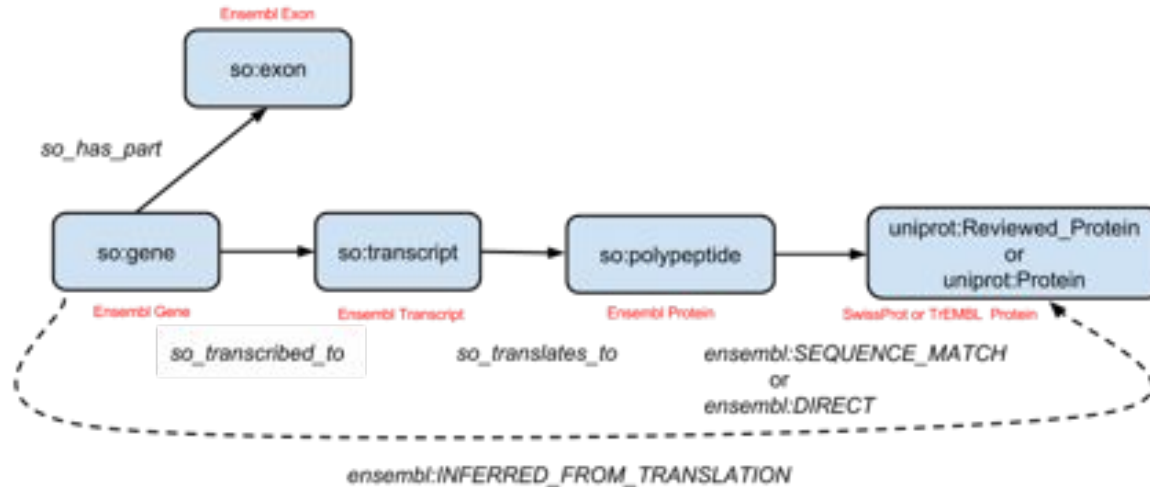 Ensembl Exon
so:exon
so_has_part
so:gene
so:transcript
so:polypeptide
uniprot:Reviewed_Protein
or
uniprot:Protein
Ensembl Gene
Ensembl Transcript
Ensembl Protein
SwissProt or TrEMBL Protein
so_transcribed_to
so_translates_to
ensembl:SEQUENCE_MATCH
or
ensembl:DIRECT
ensembl:INFERRED_FROM_TRANSLATION